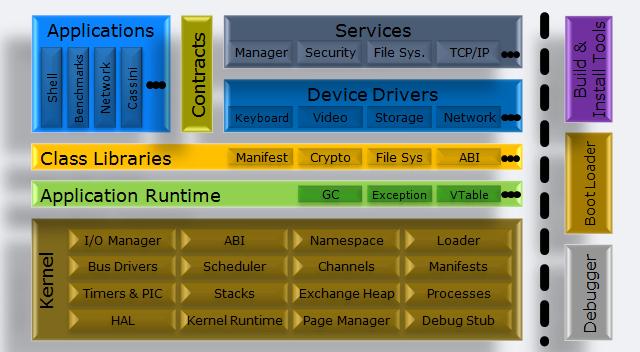 Applications
Shell
Benchmarks
Network
Cassini
Contracts
Services
Manager Security File Sys. TCP/IP
Device Drivers
Keyboard Video Storage Network
Class Libraries Manifest Crypto File Sys ABI
Application Runtime GC Exception VTable
Kernel
I/O Manager ABI Namespace Loader
Bus Drivers Scheduler Channels Manifests
Timers & PIC Stacks Exchange Heap Processes
HAL Kernel Runtime Page Manager Debug Stub
Build &
Install Tools
Boot Loader
Debugger